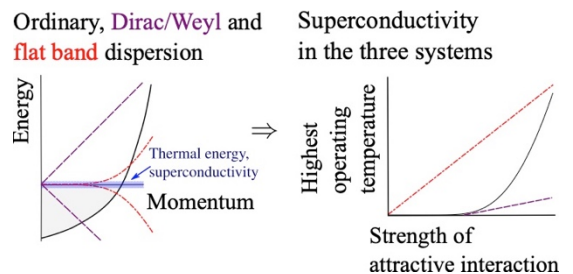 Ordinary, Dirac/Weyl and
flat band dispersion
Energy
Thermal energy,
superconductivity
Momentum
⇒
Superconductivity
in the three systems
Highest
operating
temperature
Strength of
attractive interaction